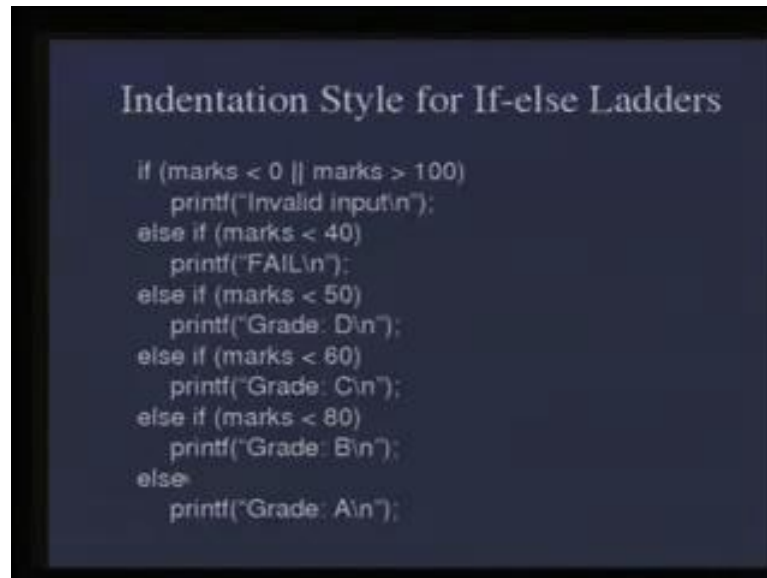 Indentation Style for If-else Ladders
if (marks < 0 || marks > 100)
printf("Invalid input\n");
else if (marks < 40)
printf("FAIL\n");
else if (marks < 50)
printf("Grade: D\n");
else if (marks < 60)
printf("Grade: C\n");
else if (marks < 80)
printf("Grade: B\n");
else
printf("Grade: A\n");